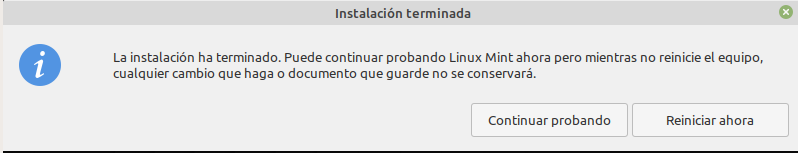 Instalación terminada
La instalación ha terminado. Puede continuar probando Linux Mint ahora pero mientras no reinicie el equipo,
cualquier cambio que haga o documento que guarde no se conservará.
Continuar probando
Reiniciar ahora